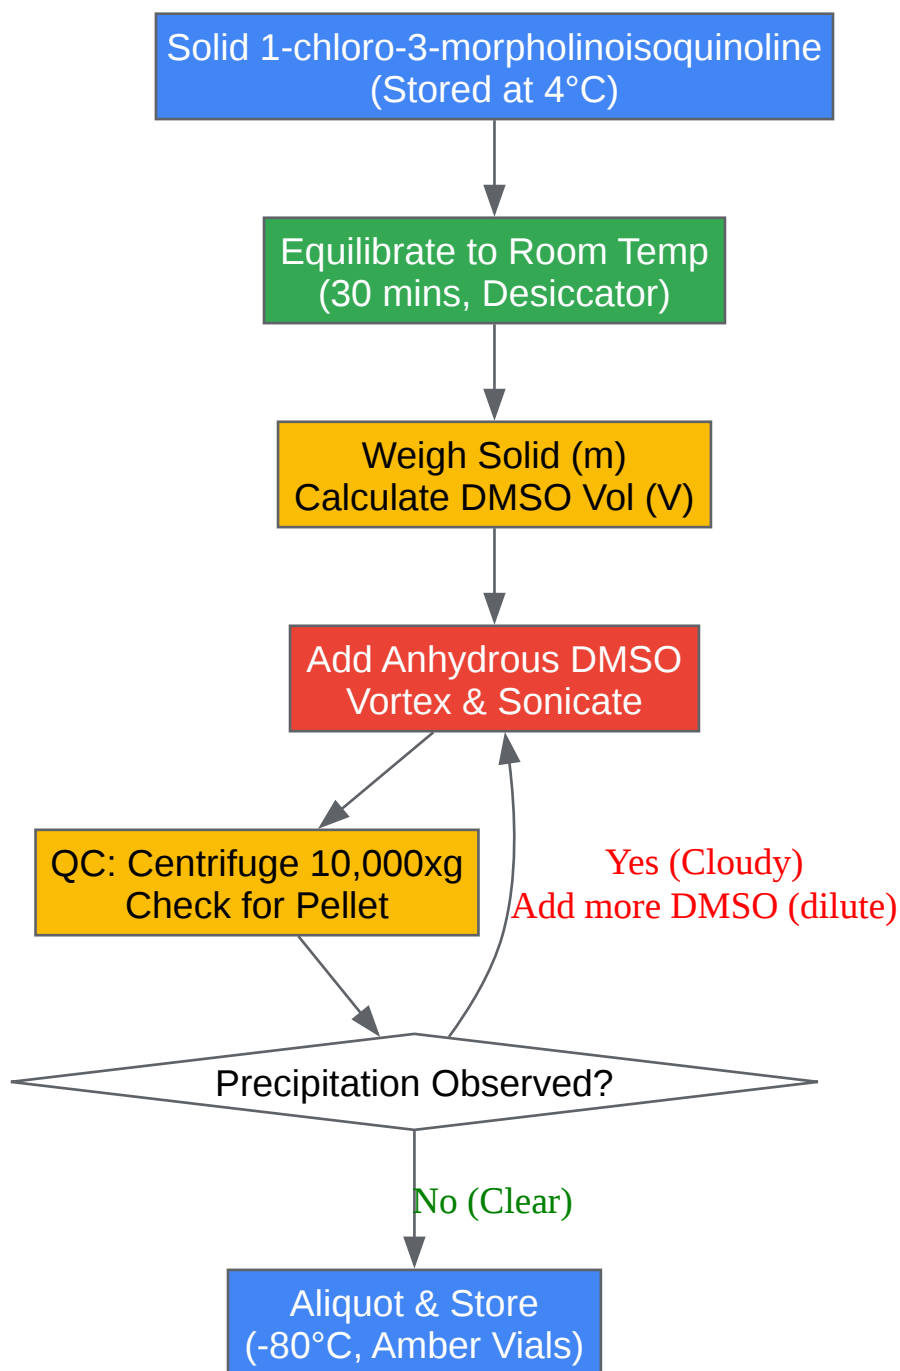 Solid 1-chloro-3-morpholinoisoquinoline
(Stored at 4°C)
Equilibrate to Room Temp
(30 mins, Desiccator)
Weigh Solid (m)
Calculate DMSO Vol (V)
Add Anhydrous DMSO
Vortex & Sonicate
QC: Centrifuge 10,000xg
Check for Pellet
Yes (Cloudy)
Add more DMSO (dilute)
Precipitation Observed?
No (Clear)
Aliquot & Store
(-80°C, Amber Vials)